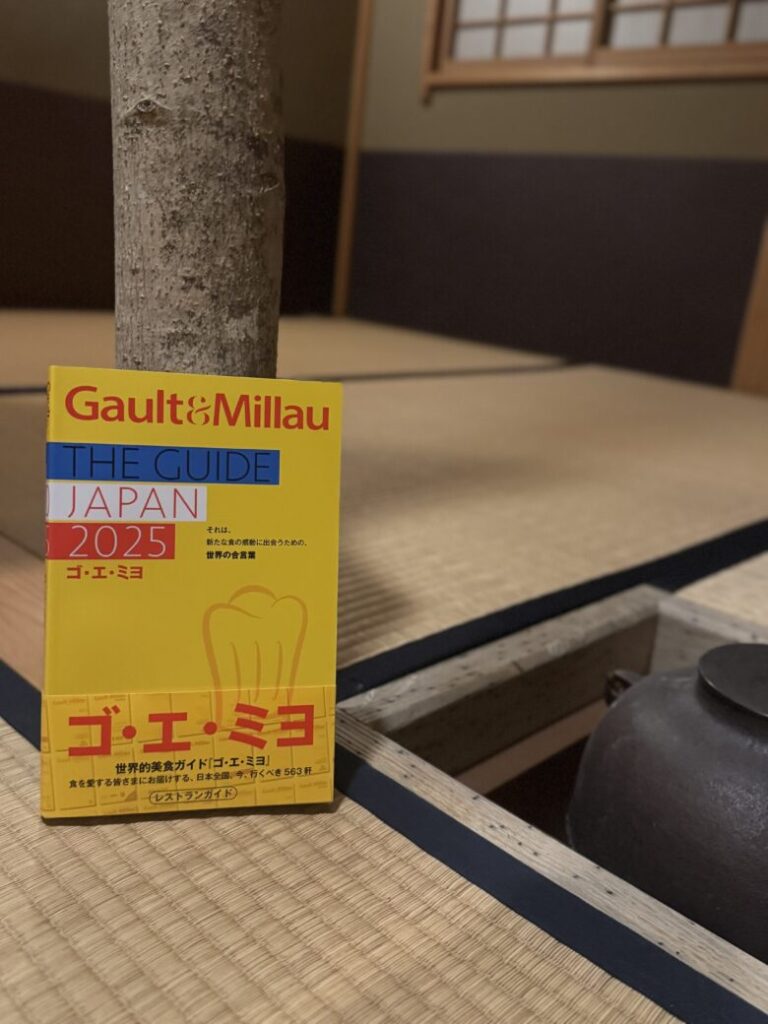 Gault&Millau
THE GUIDE
JAPAN
2025
ゴ・エ・ミヨ
それは、
新たな食の感動に出会うための、
世界の合言葉
ゴ・エ・ミヨ
世界的美食ガイド『ゴ・エ・ミヨ』
食を愛する皆さまにお届けする、日本全国、今、行くべき563軒
レストランガイド